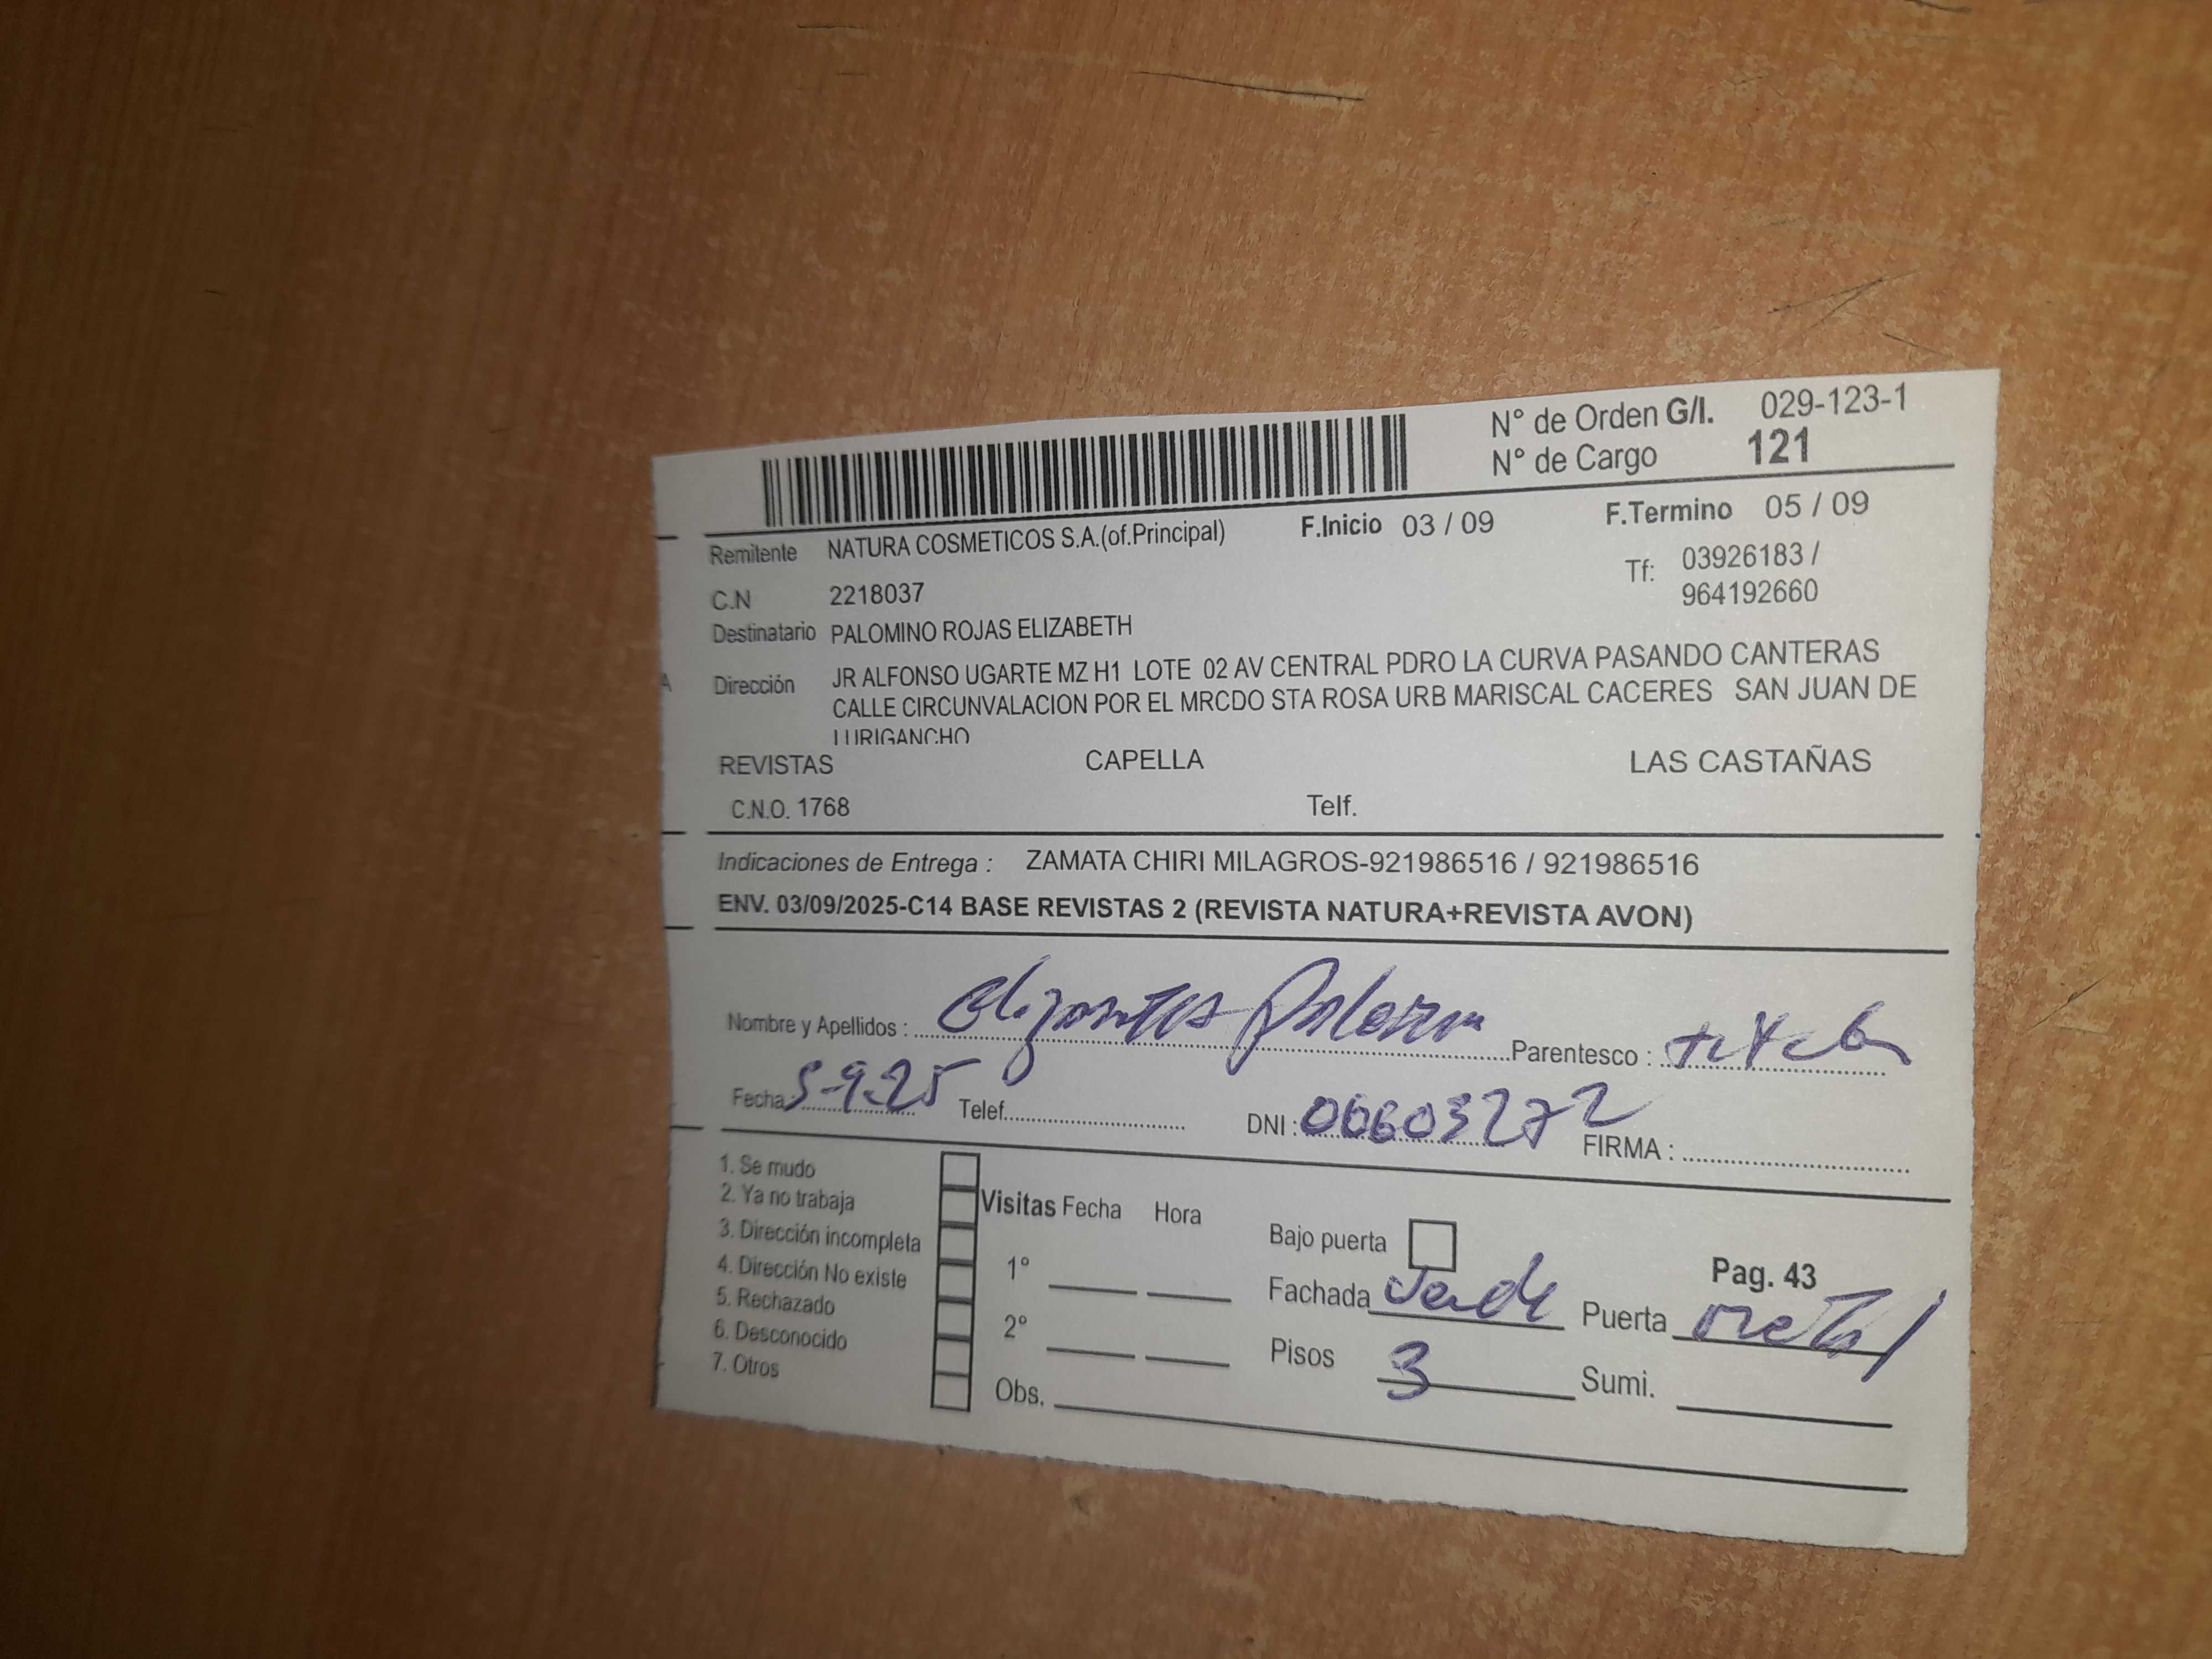 N° de Orden G/I. 029-123-1
N° de Cargo 121
Remitente NATURA COSMETICOS S.A.(of.Principal) F.Inicio 03 / 09 F.Termino 05 / 09
C.N 2218037 Tf: 03926183 / 964192660
Destinatario PALOMINO ROJAS ELIZABETH
Dirección JR ALFONSO UGARTE MZ H1 LOTE 02 AV CENTRAL PDRO LA CURVA PASANDO CANTERAS
CALLE CIRCUNVALACION POR EL MRCDO STA ROSA URB MARISCAL CACERES SAN JUAN DE
LURIGANCHO
REVISTAS CAPELLA LAS CASTAÑAS
C.N.O. 1768 Telf.
Indicaciones de Entrega : ZAMATA CHIRI MILAGROS-921986516 / 921986516
ENV. 03/09/2025-C14 BASE REVISTAS 2 (REVISTA NATURA+REVISTA AVON)
Nombre y Apellidos : Parentesco :
Fecha: 5-9-25 Telef. DNI : 06603272 FIRMA :
1. Se mudo
2. Ya no trabaja
3. Dirección incompleta
4. Dirección No existe
5. Rechazado
6. Desconocido
7. Otros
Visitas Fecha Hora
1°
2°
Obs.
Bajo puerta Pag. 43
Fachada Verde Puerta metal
Pisos 3 Sumi.